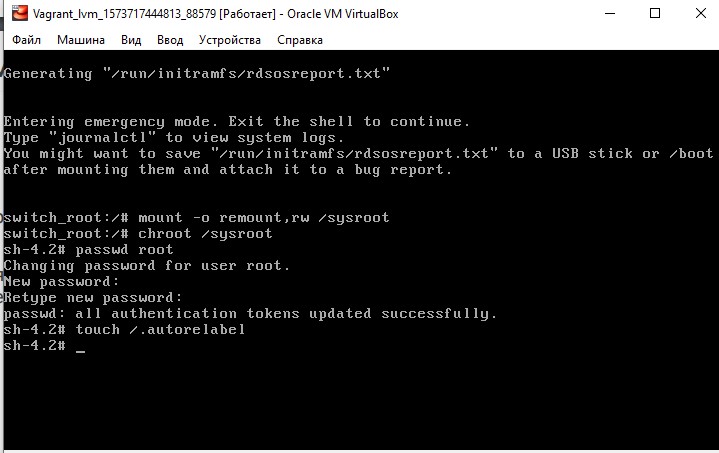 Vagrant_lvm_1573717444813_88579 [Работает] - Oracle VM VirtualBox
Файл Машина Вид Ввод Устройства Справка
Generating "/run/initramfs/rdsosreport.txt"
Entering emergency mode. Exit the shell to continue.
Type "journalctl" to view system logs.
You might want to save "/run/initramfs/rdsosreport.txt" to a USB stick or /boot
after mounting them and attach it to a bug report.
switch_root:/# mount -o remount,rw /sysroot
switch_root:/# chroot /sysroot
sh-4.2# passwd root
Changing password for user root.
New password:
Retype new password:
passwd: all authentication tokens updated successfully.
sh-4.2# touch /.autorelabel
sh-4.2# _